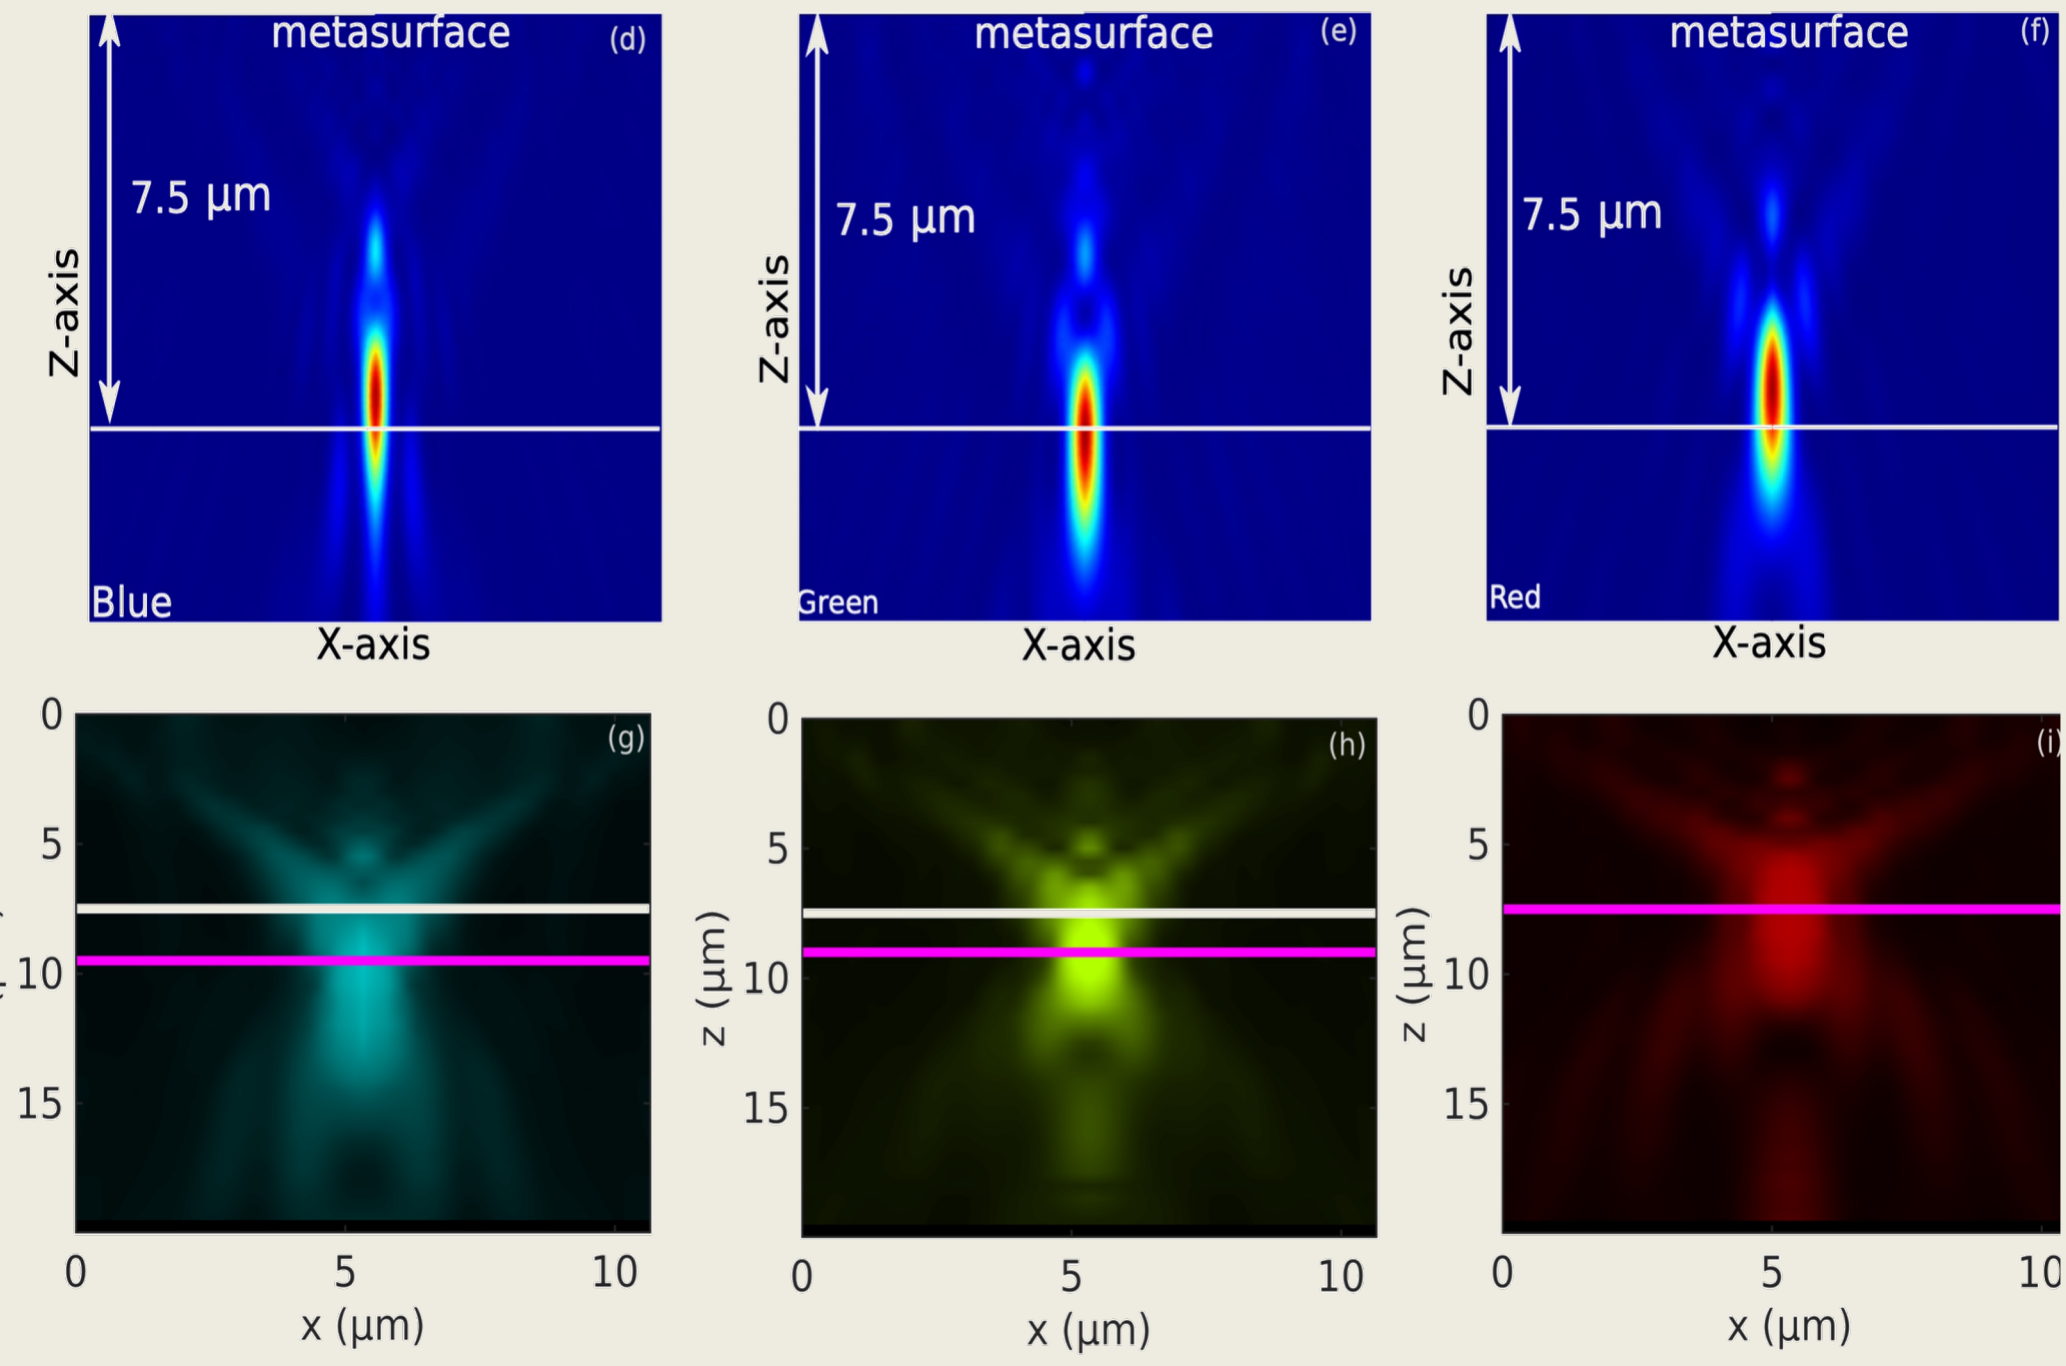 metasurface (d)
7.5 µm
Z-axis
Blue
X-axis
metasurface (e)
7.5 µm
Z-axis
Green
X-axis
metasurface (f)
7.5 µm
Z-axis
Red
X-axis
0
5
10
15
(g)
0 5 10
x (µm)
0
5
10
15
z (µm)
(h)
0 5 10
x (µm)
0
5
10
15
z (µm)
(i)
0 5 10
x (µm)